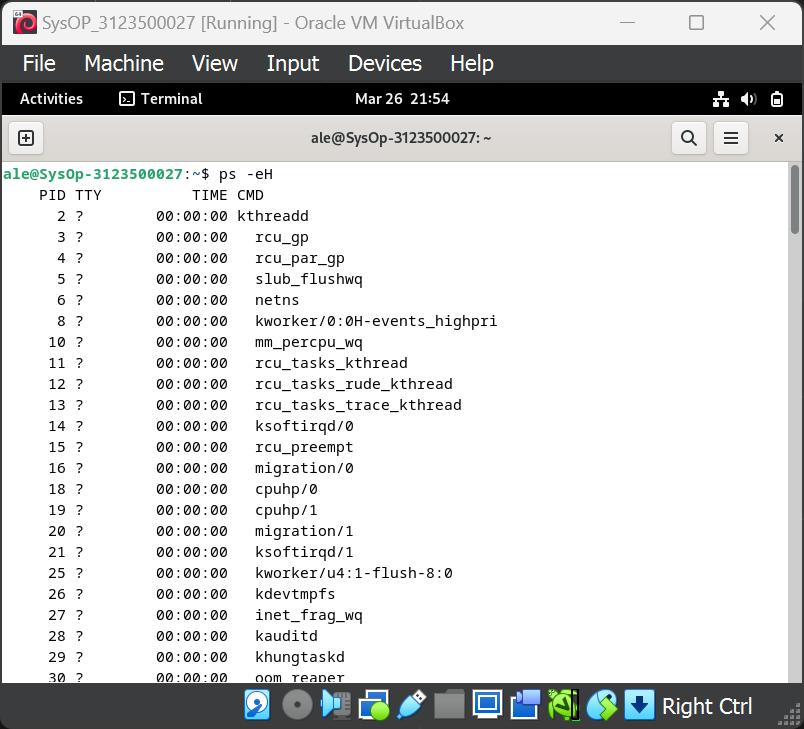 SysOP_3123500027 [Running] - Oracle VM VirtualBox
File Machine View Input Devices Help
Activities Terminal Mar 26 21:54
ale@SysOp-3123500027: ~
ale@SysOp-3123500027:~$ ps -eH
PID TTY TIME CMD
2 ? 00:00:00 kthreadd
3 ? 00:00:00 rcu_gp
4 ? 00:00:00 rcu_par_gp
5 ? 00:00:00 slub_flushwq
6 ? 00:00:00 netns
8 ? 00:00:00 kworker/0:0H-events_highpri
10 ? 00:00:00 mm_percpu_wq
11 ? 00:00:00 rcu_tasks_kthread
12 ? 00:00:00 rcu_tasks_rude_kthread
13 ? 00:00:00 rcu_tasks_trace_kthread
14 ? 00:00:00 ksoftirqd/0
15 ? 00:00:00 rcu_preempt
16 ? 00:00:00 migration/0
18 ? 00:00:00 cpuhp/0
19 ? 00:00:00 cpuhp/1
20 ? 00:00:00 migration/1
21 ? 00:00:00 ksoftirqd/1
25 ? 00:00:00 kworker/u4:1-flush-8:0
26 ? 00:00:00 kdevtmpfs
27 ? 00:00:00 inet_frag_wq
28 ? 00:00:00 kauditd
29 ? 00:00:00 khungtaskd
30 ? 00:00:00 oom_reaper
Right Ctrl